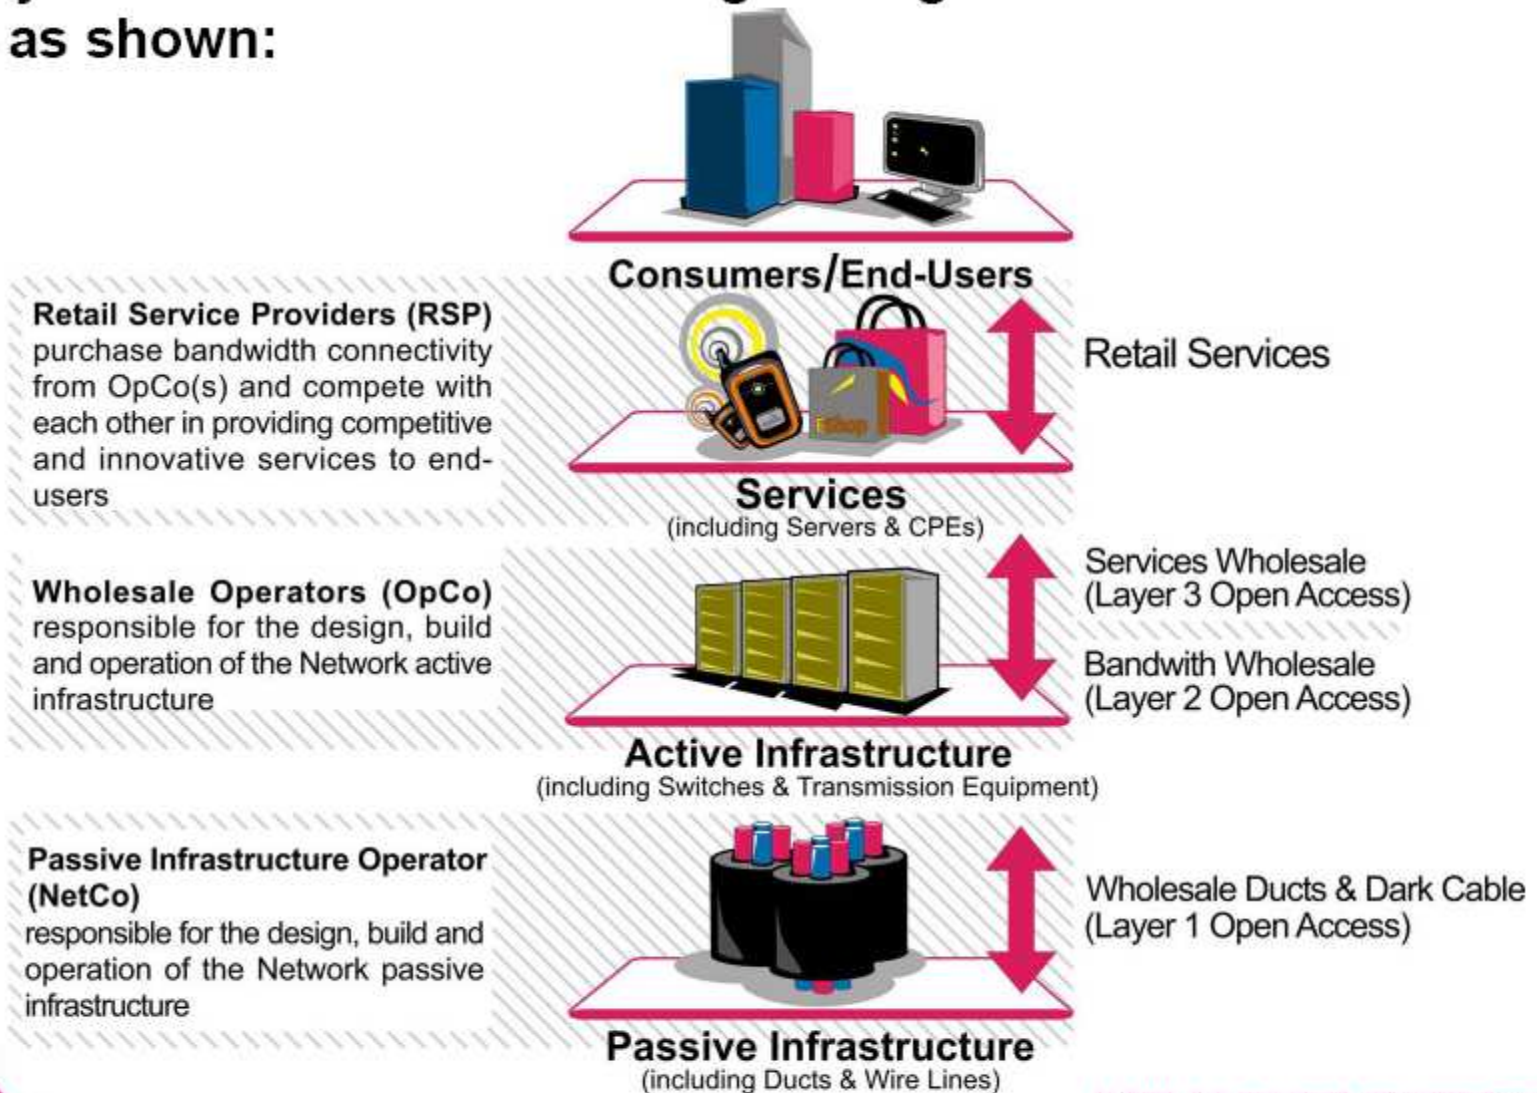 as shown:
Consumers/End-Users
Retail Service Providers (RSP)
purchase bandwidth connectivity
from OpCo(s) and compete with
each other in providing competitive
and innovative services to end-
users
Shop
Retail Services
Services
(including Servers & CPEs)
Wholesale Operators (OpCo)
responsible for the design, build
and operation of the Network active
infrastructure
Services Wholesale
(Layer 3 Open Access)
Bandwith Wholesale
(Layer 2 Open Access)
Active Infrastructure
(including Switches & Transmission Equipment)
Passive Infrastructure Operator
(NetCo)
responsible for the design, build and
operation of the Network passive
infrastructure
Wholesale Ducts & Dark Cable
(Layer 1 Open Access)
Passive Infrastructure
(including Ducts & Wire Lines)